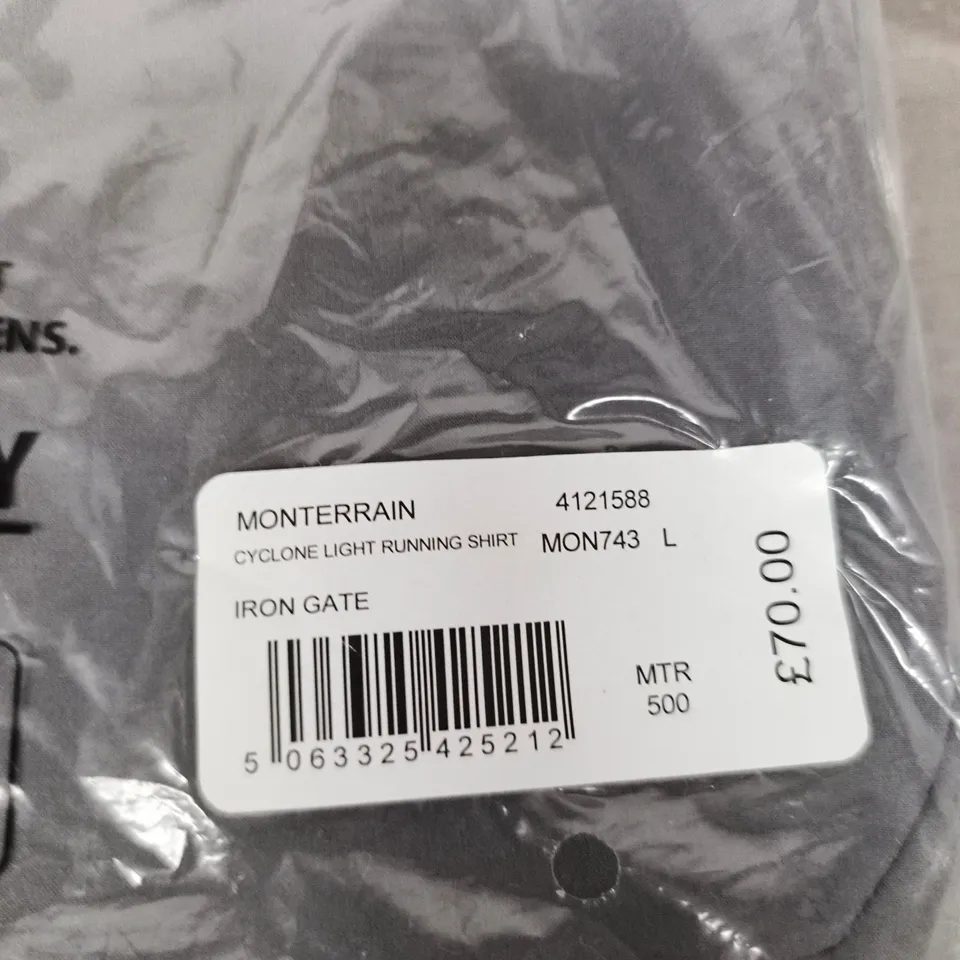 T
ENS.
Y
MONTERRAIN 4121588
CYCLONE LIGHT RUNNING SHIRT MON743 L
IRON GATE
MTR
500
5 063325 425212
£70.00